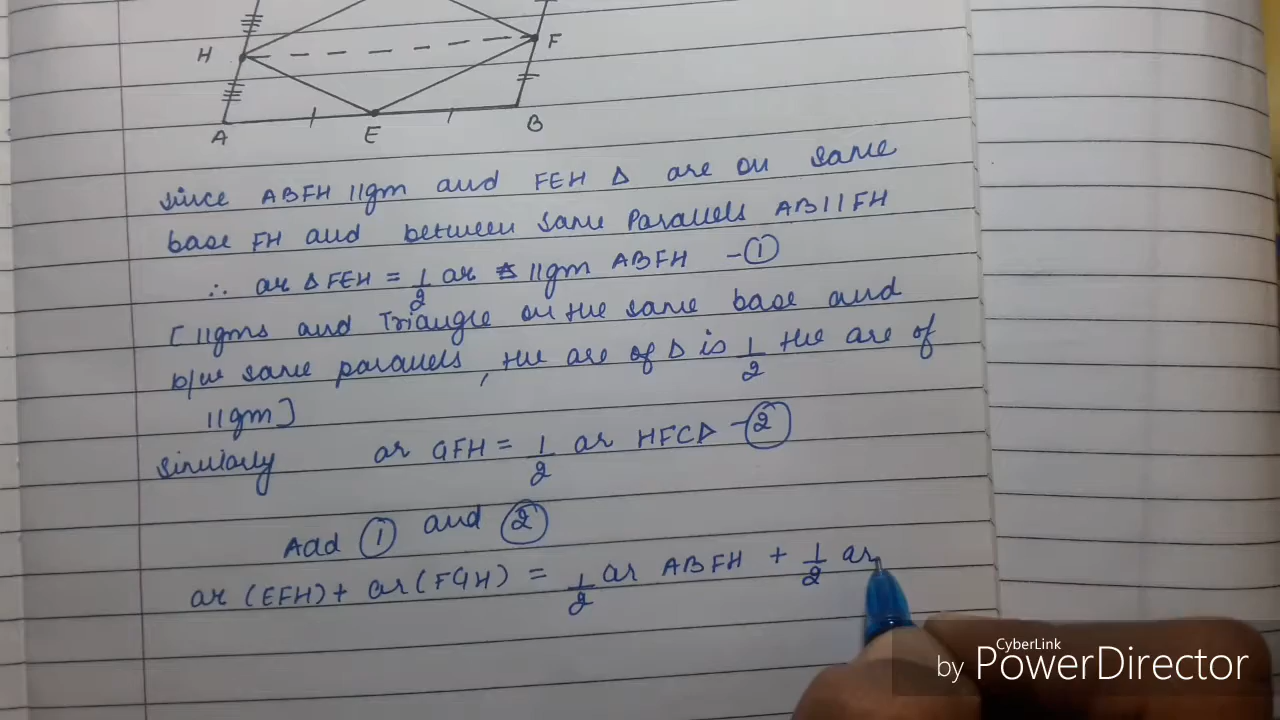 H
F
A
E
B
since ABFH ||gm and FEH Δ are on same
base FH and between same Parallels AB||FH
∴ ar Δ FEH = 1/2 ar ||gm ABFH - ①
[ ||gms and Triangle on the same base and
b/w same parallels, the are of Δ is 1/2 the are of
||gm]
similarly ar GFH = 1/2 ar HFCD - ②
Add ① and ②
ar (EFH) + ar (FGH) = 1/2 ar ABFH + 1/2 ar
CyberLink
by PowerDirector